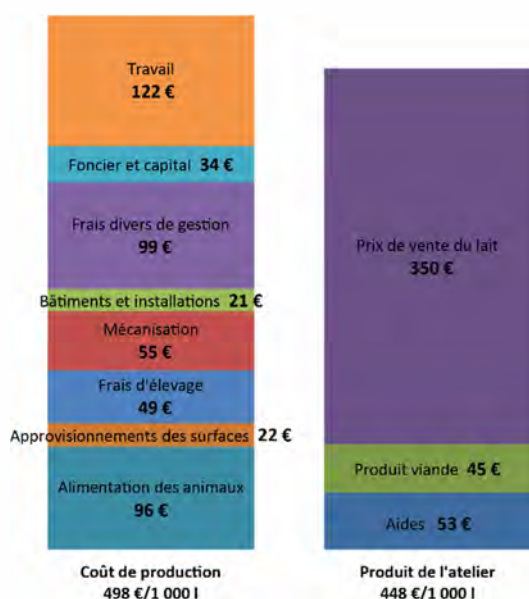 Travail
122 €
Foncier et capital 34 €
Frais divers de gestion
99 €
Bâtiments et installations 21 €
Mécanisation
55 €
Frais d'élevage
49 €
Approvisionnements des surfaces 22 €
Alimentation des animaux
96 €
Coût de production
498 €/1 000 l
Prix de vente du lait
350 €
Produit viande 45 €
Aides 53 €
Produit de l'atelier
448 €/1 000 l